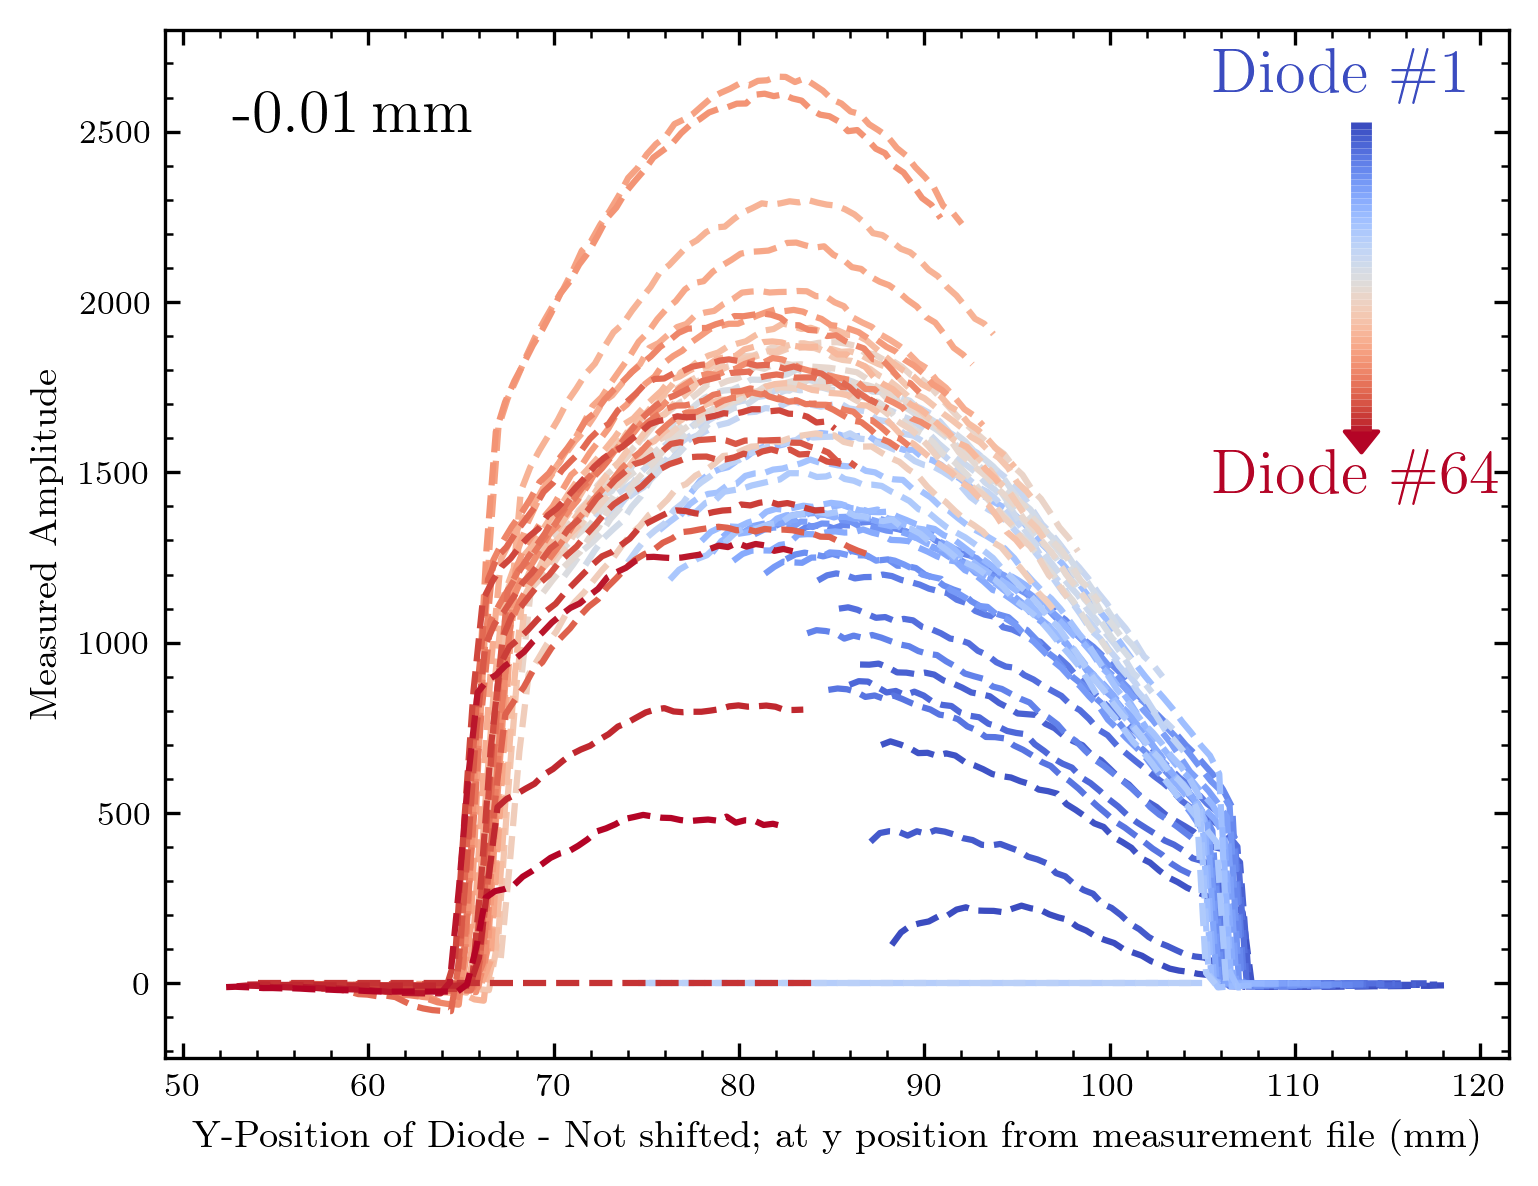 Diode #1
-0.01 mm
2500
2000
1500
1000
500
0
Diode #64
Measured Amplitude
50 60 70 80 90 100 110 120
Y-Position of Diode - Not shifted; at y position from measurement file (mm)